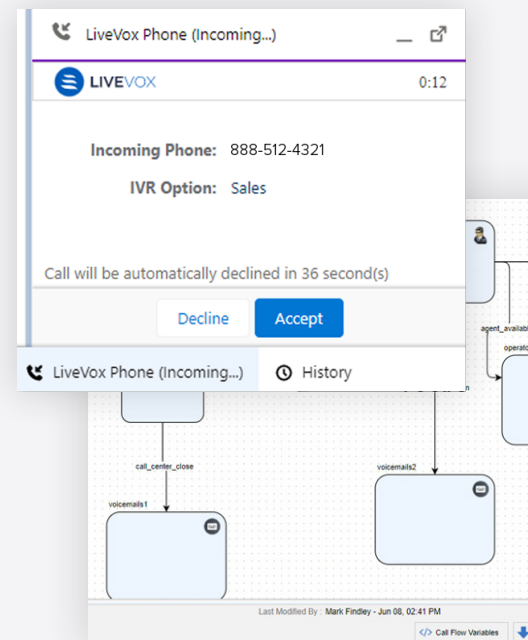 LiveVox Phone (Incoming...)
LIVEVOX
0:12
Incoming Phone: 888-512-4321
IVR Option: Sales
Call will be automatically declined in 36 second(s)
Decline
Accept
LiveVox Phone (Incoming...)
History
call_center_close
voicemails1
voicemails2
Last Modified By : Mark Findley - Jun 08, 02:41 PM
</> Call Flow Variables